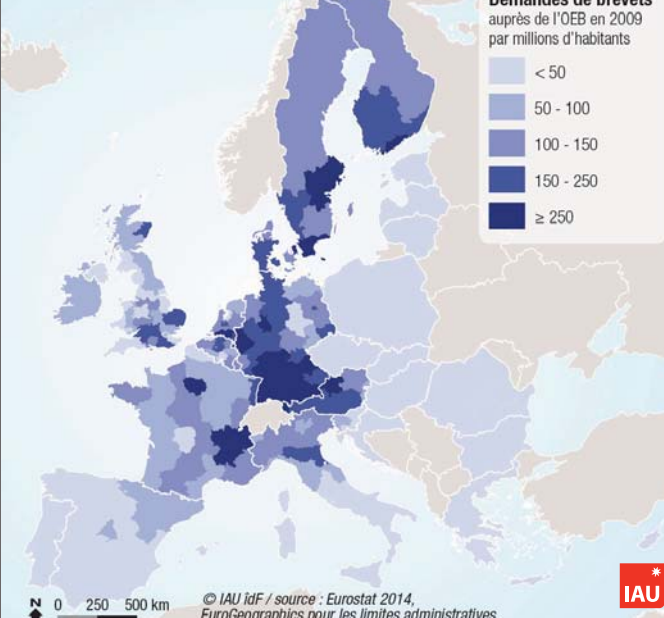 Demandes de brevets
auprès de l'OEB en 2009
par millions d'habitants
< 50
50 - 100
100 - 150
150 - 250
≥ 250
IAU
N 0 250 500 km
© IAU îdF / source : Eurostat 2014,
EuroGeographics pour les limites administratives